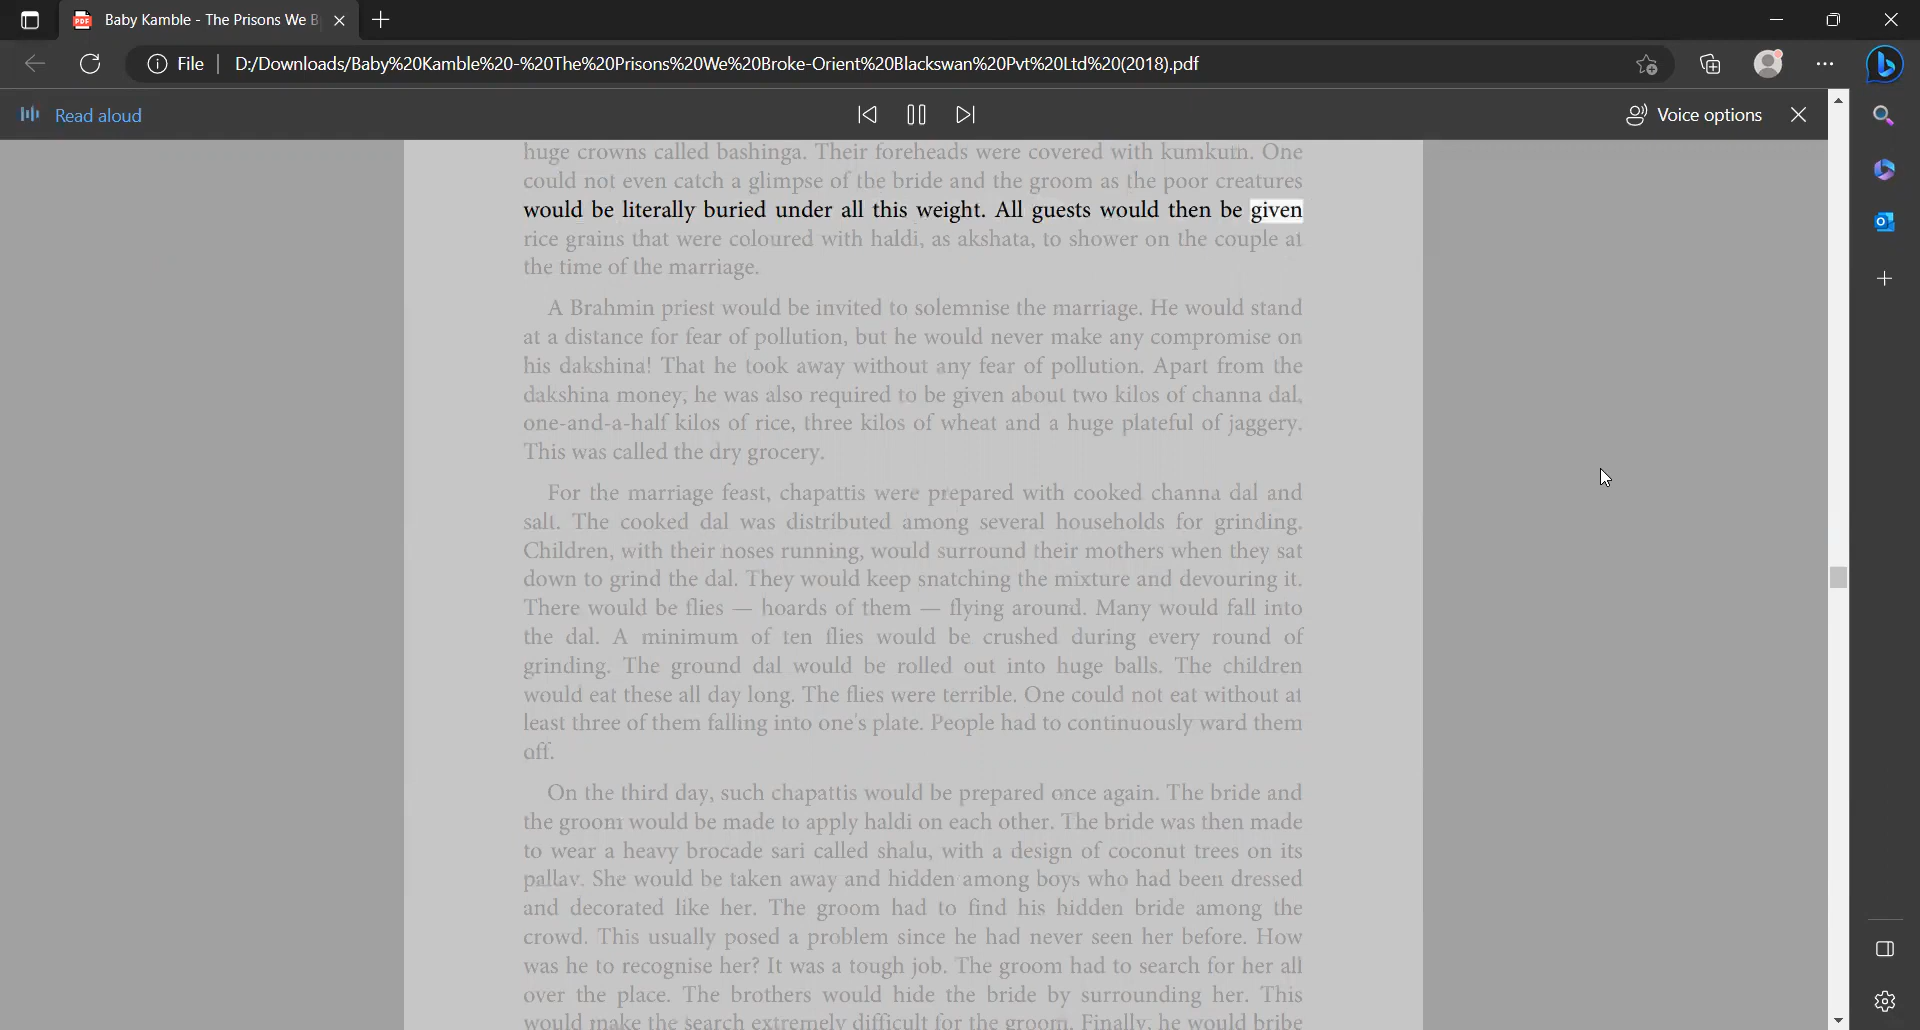 Baby Kamble - The Prisons We B
File
D:/Downloads/Baby%20Kamble%20-%20The%20Prisons%20We%20Broke-Orient%20Blackswan%20Pvt%20Ltd%20(2018).pdf
Read aloud
Voice options
huge crowns called bashinga. Their foreheads were covered with kumkum. One
could not even catch a glimpse of the bride and the groom as the poor creatures
would be literally buried under all this weight. All guests would then be given
rice grains that were coloured with haldi, as akshata, to shower on the couple at
the time of the marriage.
A Brahmin priest would be invited to solemnise the marriage. He would stand
at a distance for fear of pollution, but he would never make any compromise on
his dakshina! That he took away without any fear of pollution. Apart from the
dakshina money, he was also required to be given about two kilos of channa dal,
one-and-a-half kilos of rice, three kilos of wheat and a huge plateful of jaggery.
This was called the dry grocery.
For the marriage feast, chapattis were prepared with cooked channa dal and
salt. The cooked dal was distributed among several households for grinding.
Children, with their noses running, would surround their mothers when they sat
down to grind the dal. They would keep snatching the mixture and devouring it.
There would be flies — hoards of them — flying around. Many would fall into
the dal. A minimum of ten flies would be crushed during every round of
grinding. The ground dal would be rolled out into huge balls. The children
would eat these all day long. The flies were terrible. One could not eat without at
least three of them falling into one's plate. People had to continuously ward them
off.
On the third day, such chapattis would be prepared once again. The bride and
the groom would be made to apply haldi on each other. The bride was then made
to wear a heavy brocade sari called shalu, with a design of coconut trees on its
pallav. She would be taken away and hidden among boys who had been dressed
and decorated like her. The groom had to find his hidden bride among the
crowd. This usually posed a problem since he had never seen her before. How
was he to recognise her? It was a tough job. The groom had to search for her all
over the place. The brothers would hide the bride by surrounding her. This
would make the search extremely difficult for the groom. Finally, he would bribe